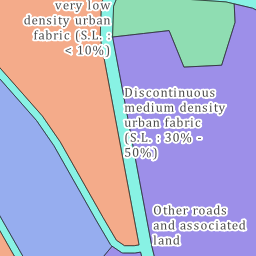 very low
density urban
fabric (S.L. :
< 10%)
Discontinuous
medium density
urban fabric
(S.L. : 30% -
50%)
Other roads
and associated
land